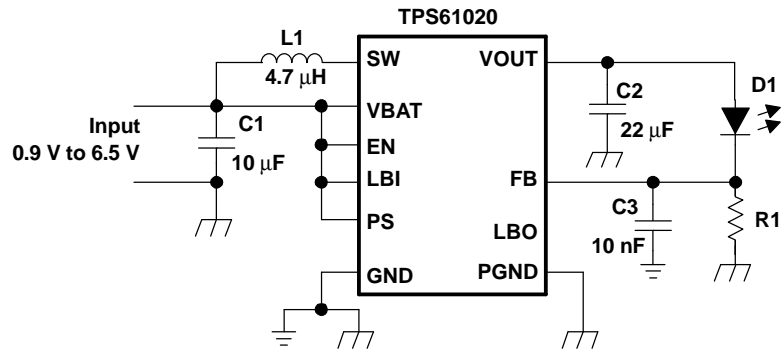 TPS61020
L1
4.7 μH
SW
VOUT
D1
C2
22 μF
VBAT
Input
0.9 V to 6.5 V
C1
10 μF
EN
LBI
FB
PS
C3
10 nF
R1
LBO
GND
PGND